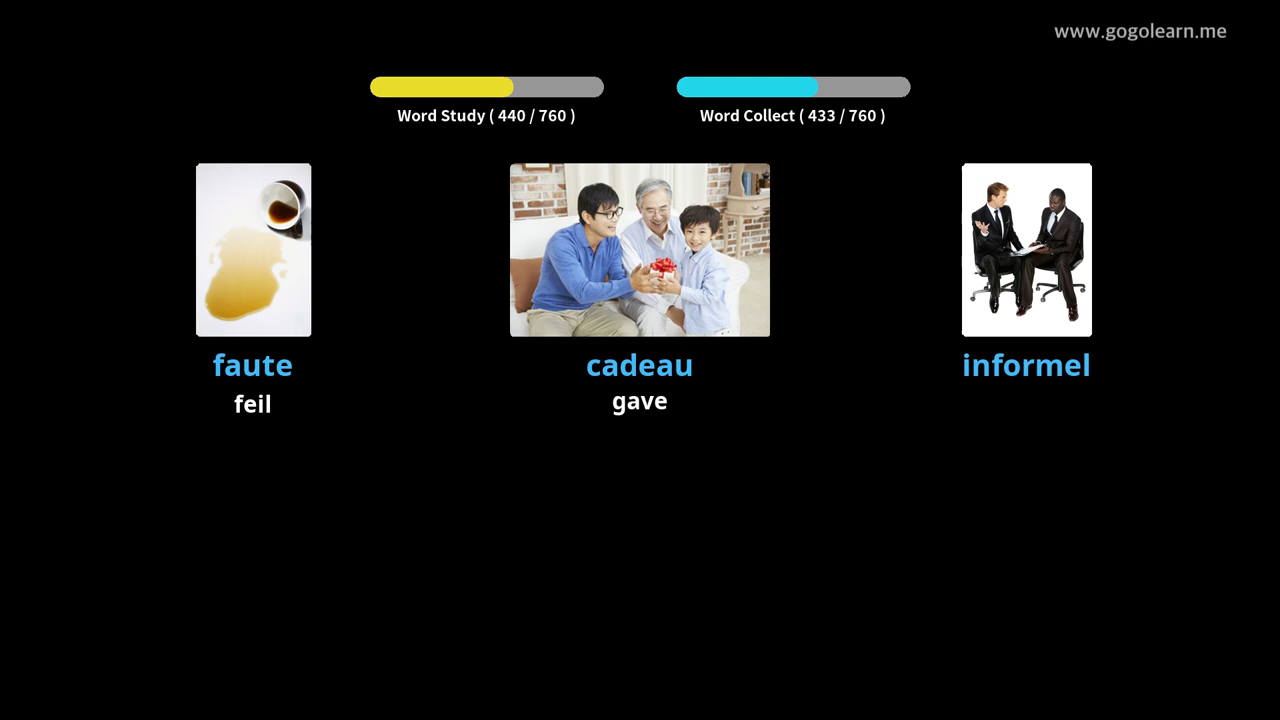 www.gogolearn.me
Word Study ( 440 / 760 )
Word Collect ( 433 / 760 )
faute
feil
cadeau
gave
informel